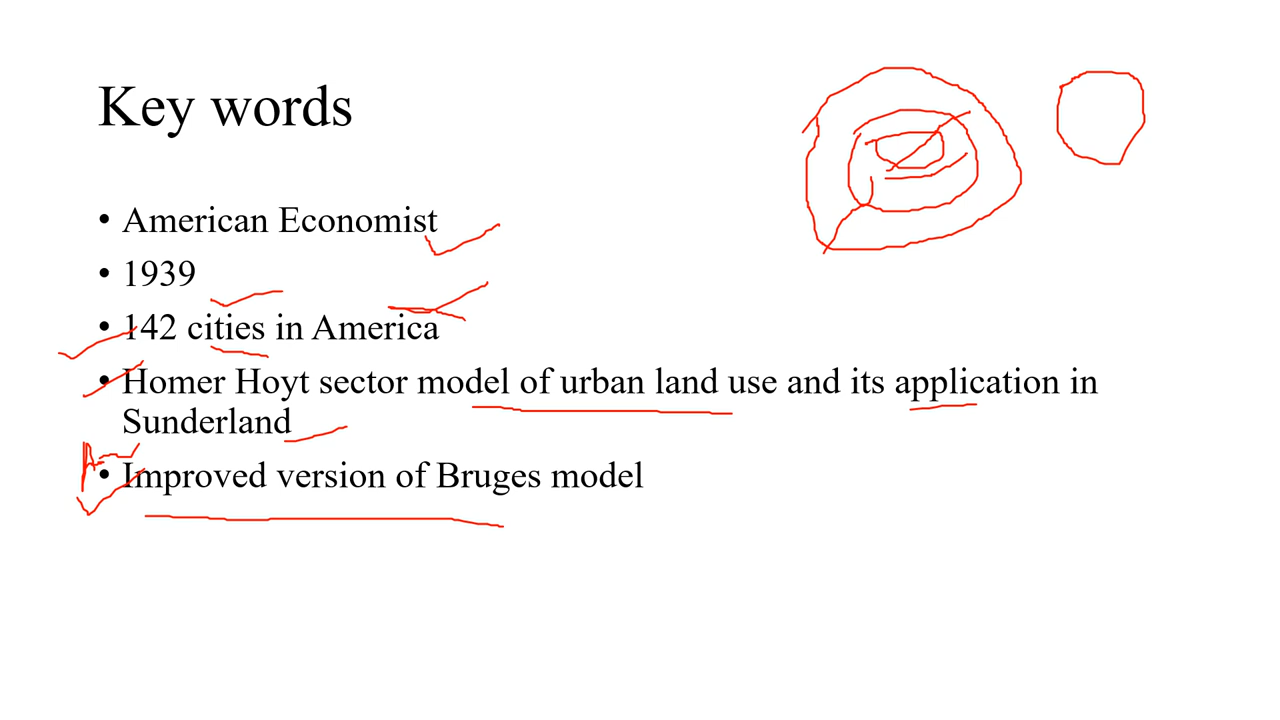 Key words
• American Economist
• 1939
• 142 cities in America
• Homer Hoyt sector model of urban land use and its application in
Sunderland
• Improved version of Bruges model